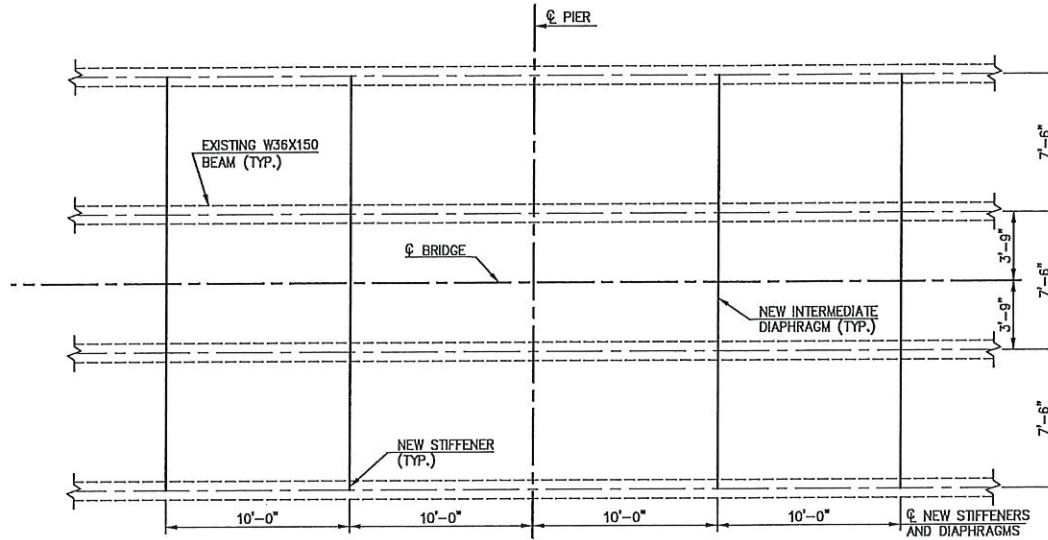 ℄ PIER
EXISTING W36X150
BEAM (TYP.)
7'-6"
℄ BRIDGE
3'-9"
7'-6"
3'-9"
NEW INTERMEDIATE
DIAPHRAGM (TYP.)
NEW STIFFENER
(TYP.)
7'-6"
10'-0"
10'-0"
10'-0"
10'-0"
℄ NEW STIFFENERS
AND DIAPHRAGMS